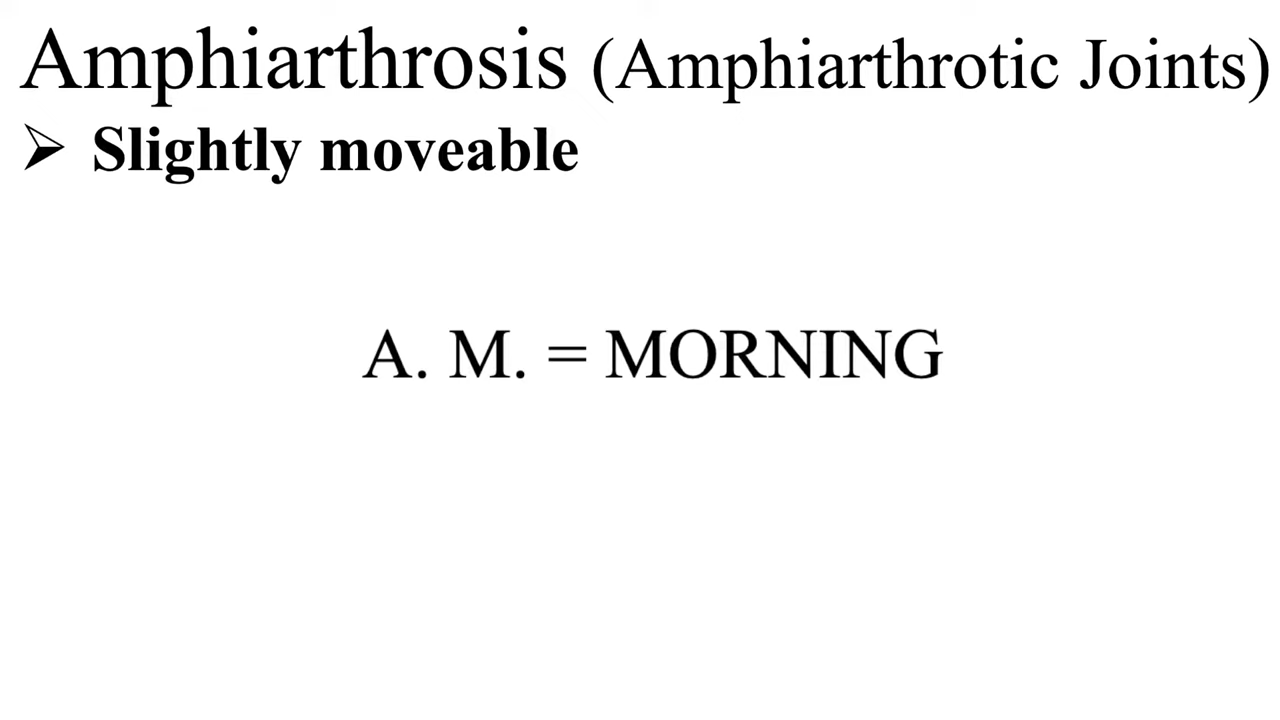 Amphiarthrosis (Amphiarthrotic Joints)
➢ Slightly moveable
A. M. = MORNING